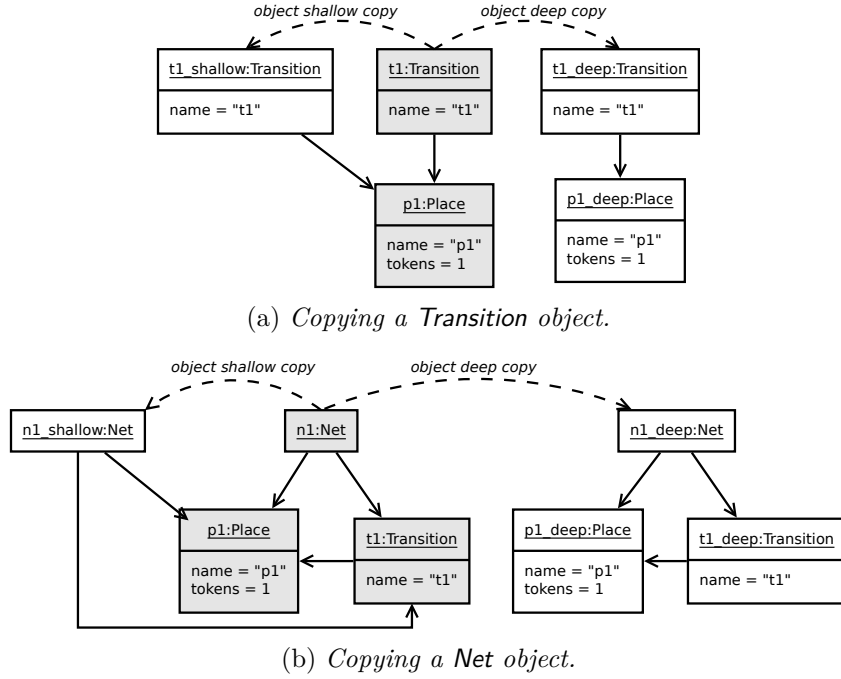 object shallow copy
object deep copy
t1_shallow:Transition
t1:Transition
t1_deep:Transition
name = "t1"
name = "t1"
name = "t1"
p1:Place
p1_deep:Place
name = "p1"
tokens = 1
name = "p1"
tokens = 1
(a) Copying a Transition object.
object shallow copy
object deep copy
n1_shallow:Net
n1:Net
n1_deep:Net
p1:Place
t1:Transition
p1_deep:Place
t1_deep:Transition
name = "p1"
tokens = 1
name = "t1"
name = "p1"
tokens = 1
name = "t1"
(b) Copying a Net object.